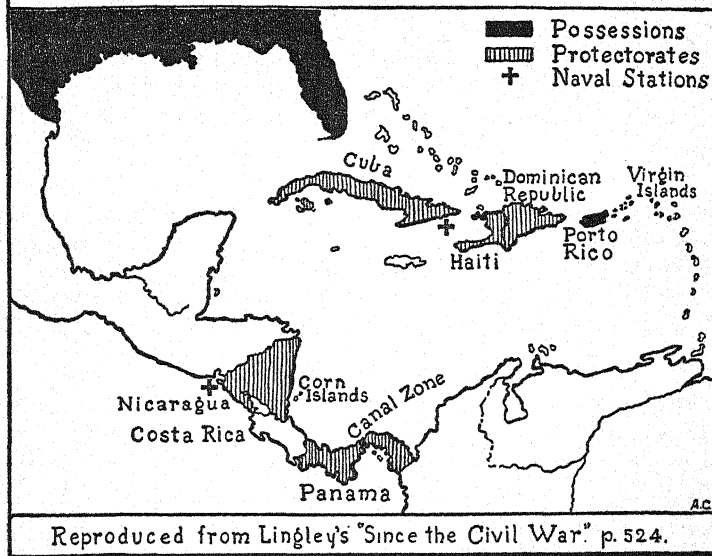 Possessions
Protectorates
Naval Stations
Cuba
Dominican
Republic
Virgin
Islands
Haiti
Porto
Rico
Corn
Islands
Nicaragua
Canal Zone
Costa Rica
Panama
A.C.
Reproduced from Lingley's "Since the Civil War." p. 524.